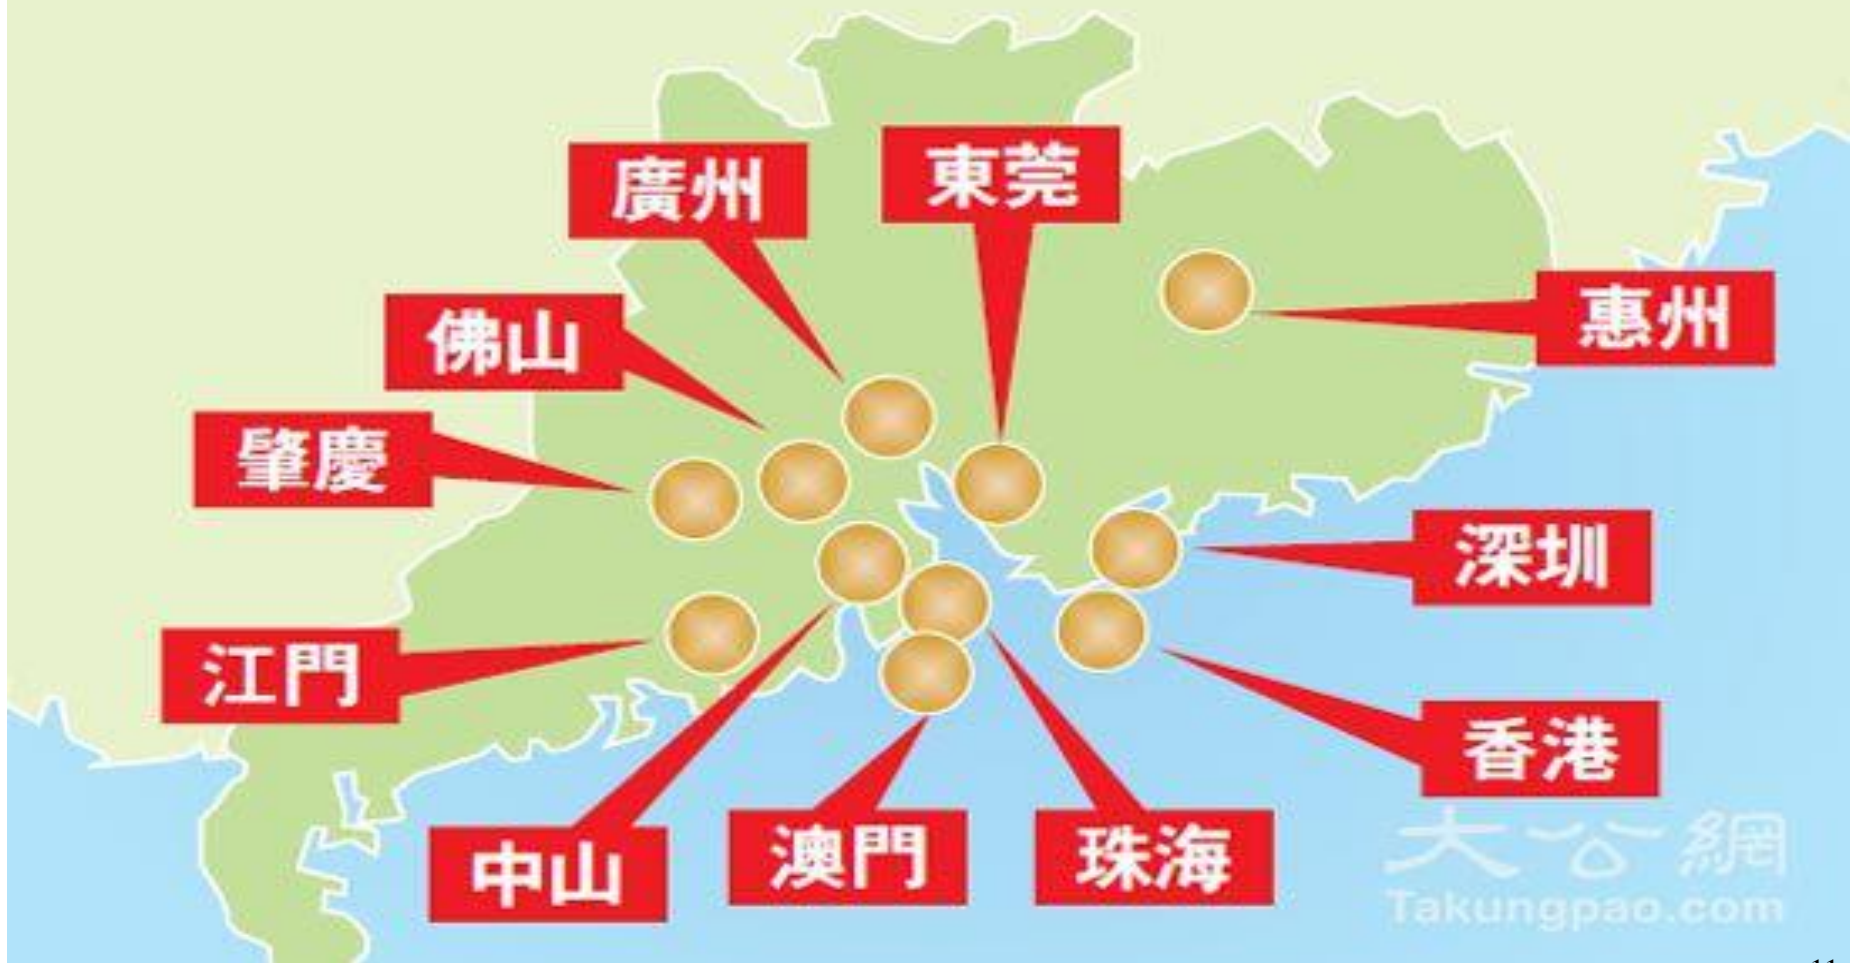 廣州
東莞
惠州
佛山
肇慶
深圳
江門
香港
中山
澳門
珠海
大公網
Takungpao.com